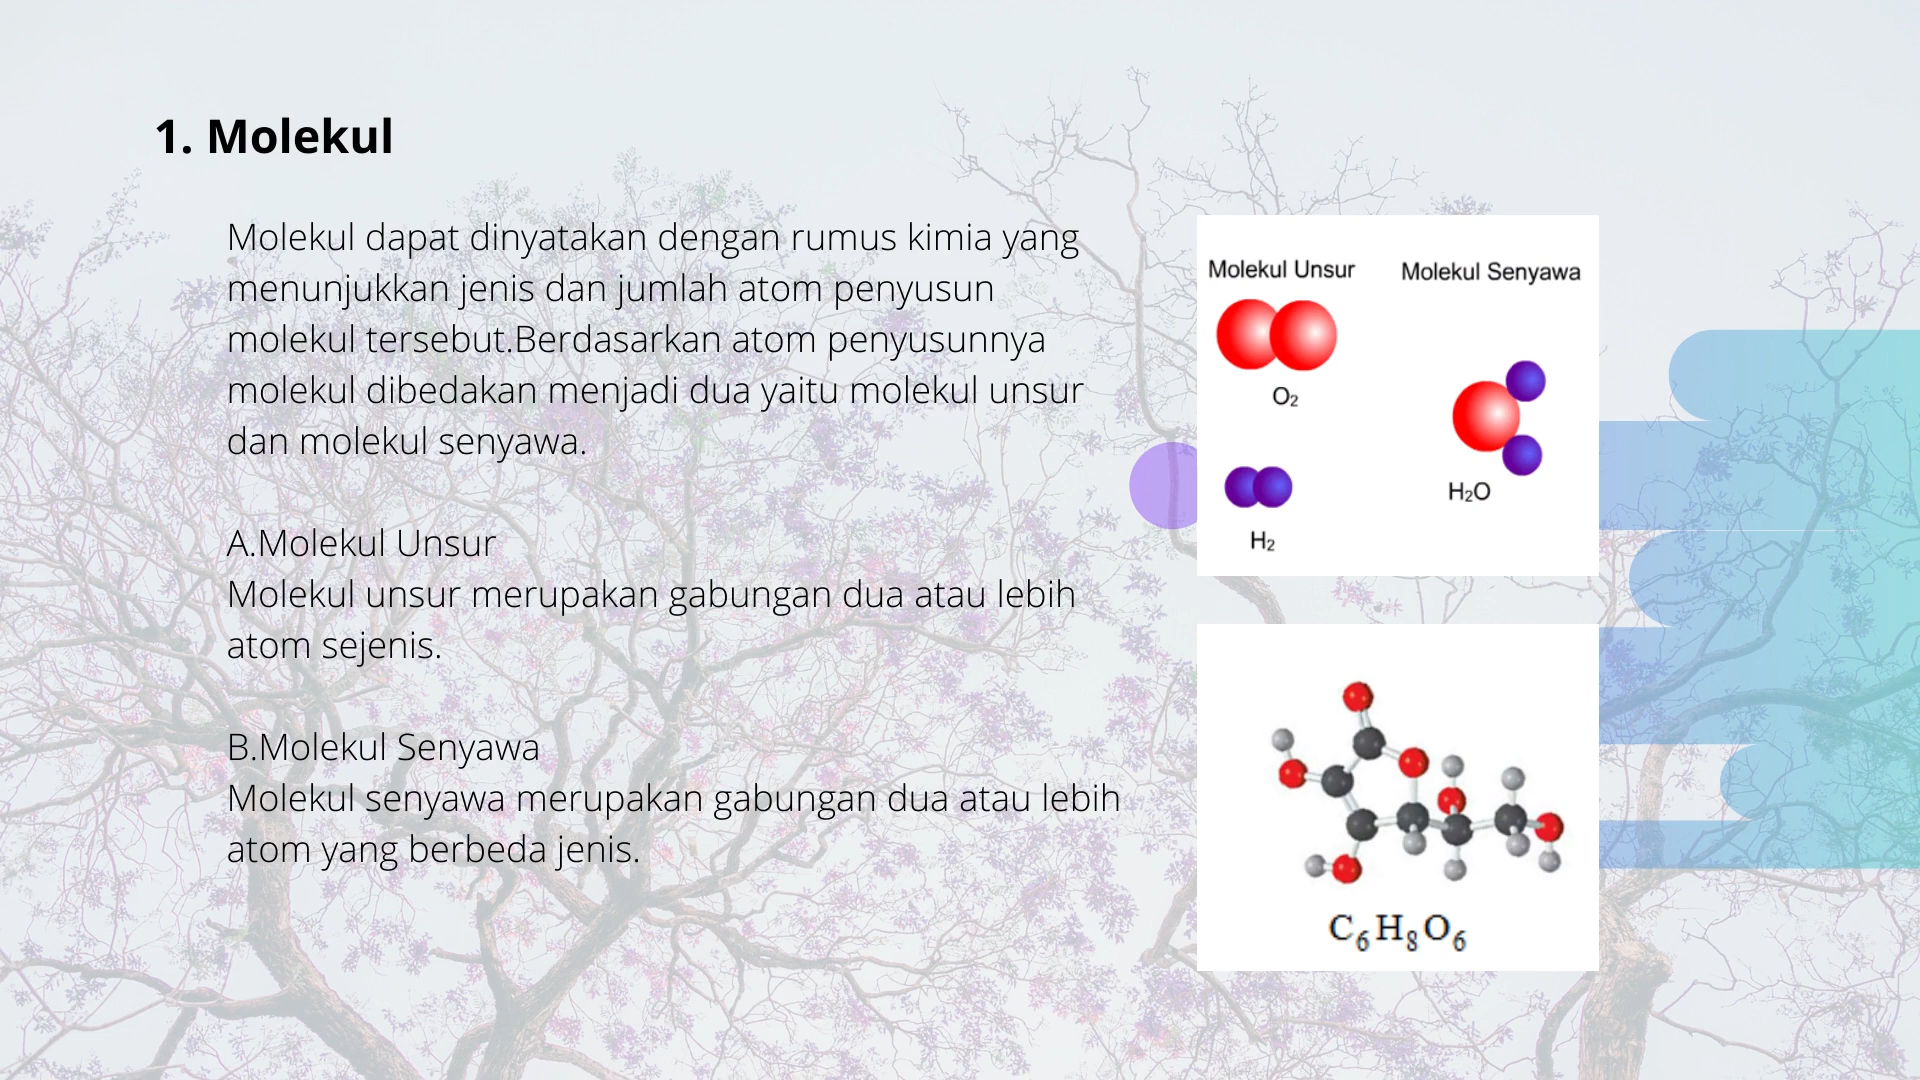 1. Molekul
Molekul dapat dinyatakan dengan rumus kimia yang
menunjukkan jenis dan jumlah atom penyusun
molekul tersebut.Berdasarkan atom penyusunnya
molekul dibedakan menjadi dua yaitu molekul unsur
dan molekul senyawa.
A.Molekul Unsur
Molekul unsur merupakan gabungan dua atau lebih
atom sejenis.
B.Molekul Senyawa
Molekul senyawa merupakan gabungan dua atau lebih
atom yang berbeda jenis.
Molekul Unsur
Molekul Senyawa
O₂
H₂O
H₂
C₆H₈O₆